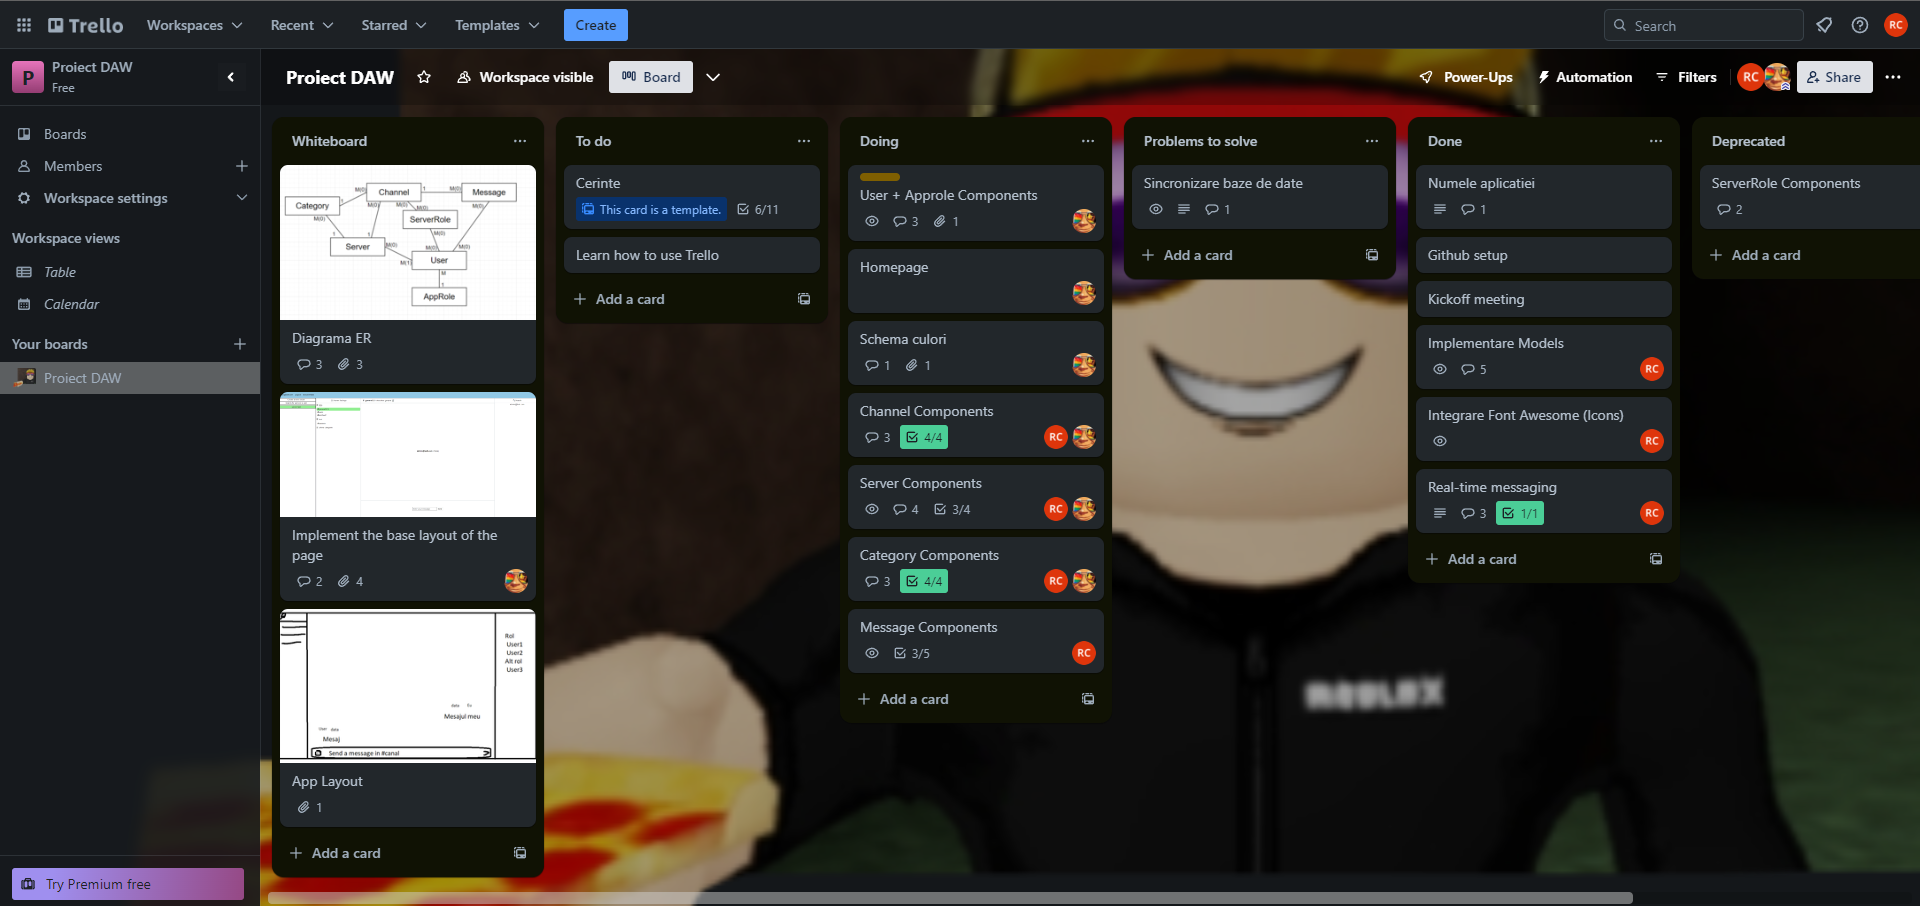 Trello
Workspaces
Recent
Starred
Templates
Create
Search
RC
P
Proiect DAW
Free
Boards
Members
Workspace settings
Workspace views
Table
Calendar
Your boards
Proiect DAW
Try Premium free
Proiect DAW
Workspace visible
Board
Power-Ups
Automation
Filters
RC
Share
Whiteboard
Category
Channel
Message
ServerRole
Server
User
AppRole
Diagrama ER
3
3
Implement the base layout of the
page
2
4
Rol
User1
User2
Alt rol
User3
Mesajul meu
Mesaj
Send a message in #canal
App Layout
1
Add a card
To do
Cerinte
This card is a template.
6/11
Learn how to use Trello
Add a card
Doing
User + Approle Components
3
1
Homepage
Schema culori
1
1
Channel Components
3
4/4
RC
Server Components
4
3/4
RC
Category Components
3
4/4
RC
Message Components
3/5
RC
Add a card
Problems to solve
Sincronizare baze de date
1
Add a card
Done
Numele aplicatiei
1
Github setup
Kickoff meeting
Implementare Models
5
RC
Integrare Font Awesome (Icons)
RC
Real-time messaging
3
1/1
RC
Add a card
Deprecated
ServerRole Components
2
Add a card
ROBLOX